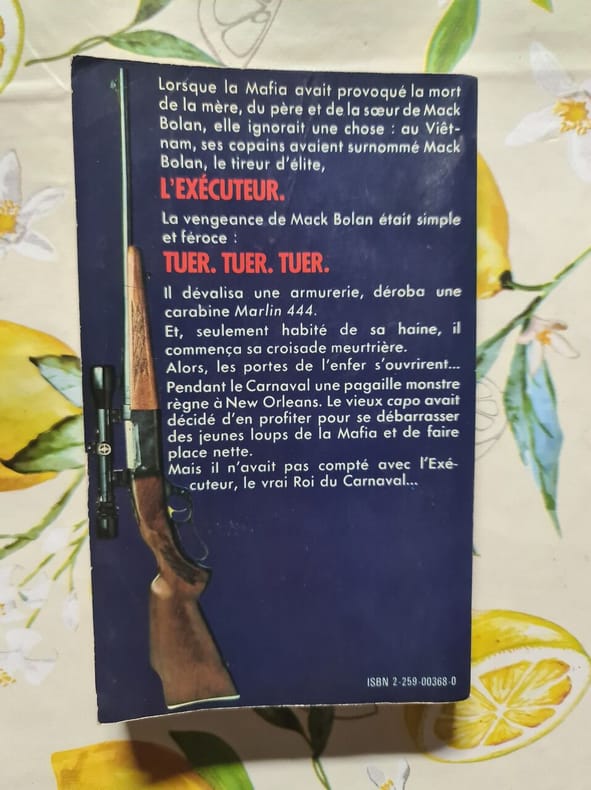 Lorsque la Mafia avait provoqué la mort
de la mère, du père et de la sœur de Mack
Bolan, elle ignorait une chose : au Viêt-
nam, ses copains avaient surnommé Mack
Bolan, le tireur d'élite,
L'EXÉCUTEUR.
La vengeance de Mack Bolan était simple
et féroce :
TUER. TUER. TUER.
Il dévalisa une armurerie, déroba une
carabine Marlin 444.
Et, seulement habité de sa haine, il
commença sa croisade meurtrière.
Alors, les portes de l'enfer s'ouvrirent...
Pendant le Carnaval une pagaille monstre
règne à New Orleans. Le vieux capo avait
décidé d'en profiter pour se débarrasser
des jeunes loups de la Mafia et de faire
place nette.
Mais il n'avait pas compté avec l'Exé-
cuteur, le vrai Roi du Carnaval...
ISBN 2-259-00368-0